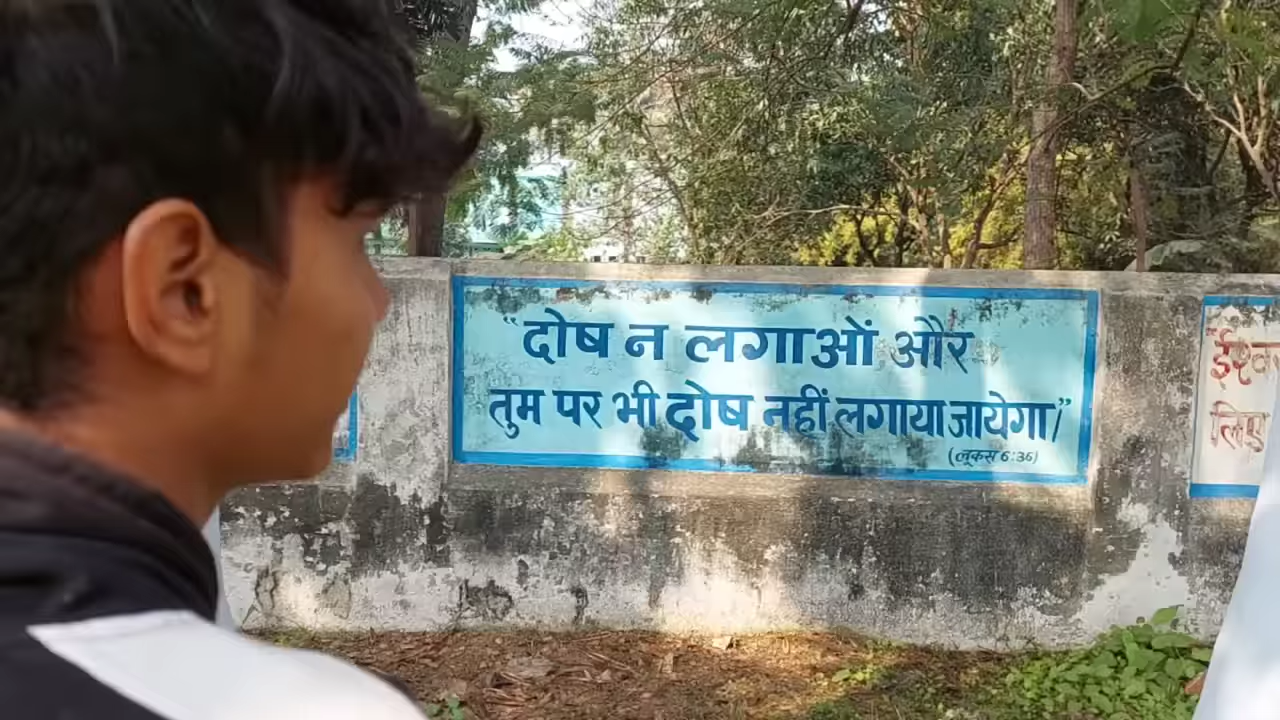 “दोष न लगाओं और
तुम पर भी दोष नहीं लगाया जायेगा।”
(लूकस 6:36)
लिए